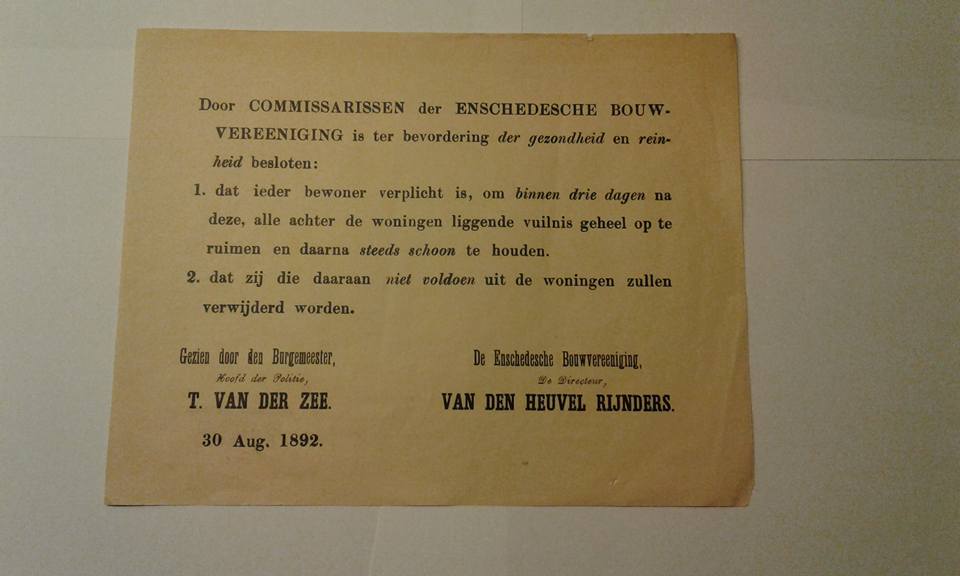 Door COMMISSARISSEN der ENSCHEDESCHE BOUW-
VEREENIGING is ter bevordering der gezondheid en rein-
heid besloten:
1. dat ieder bewoner verplicht is, om binnen drie dagen na
deze, alle achter de woningen liggende vuilnis geheel op te
ruimen en daarna steeds schoon te houden.
2. dat zij die daaraan niet voldoen uit de woningen zullen
verwijderd worden.
Gezien door den Burgemeester,
Hoofd der Politie,
T. VAN DER ZEE.
30 Aug. 1892.
De Enschedesche Bouwvereeniging,
De Directeur,
VAN DEN HEUVEL RIJNDERS.